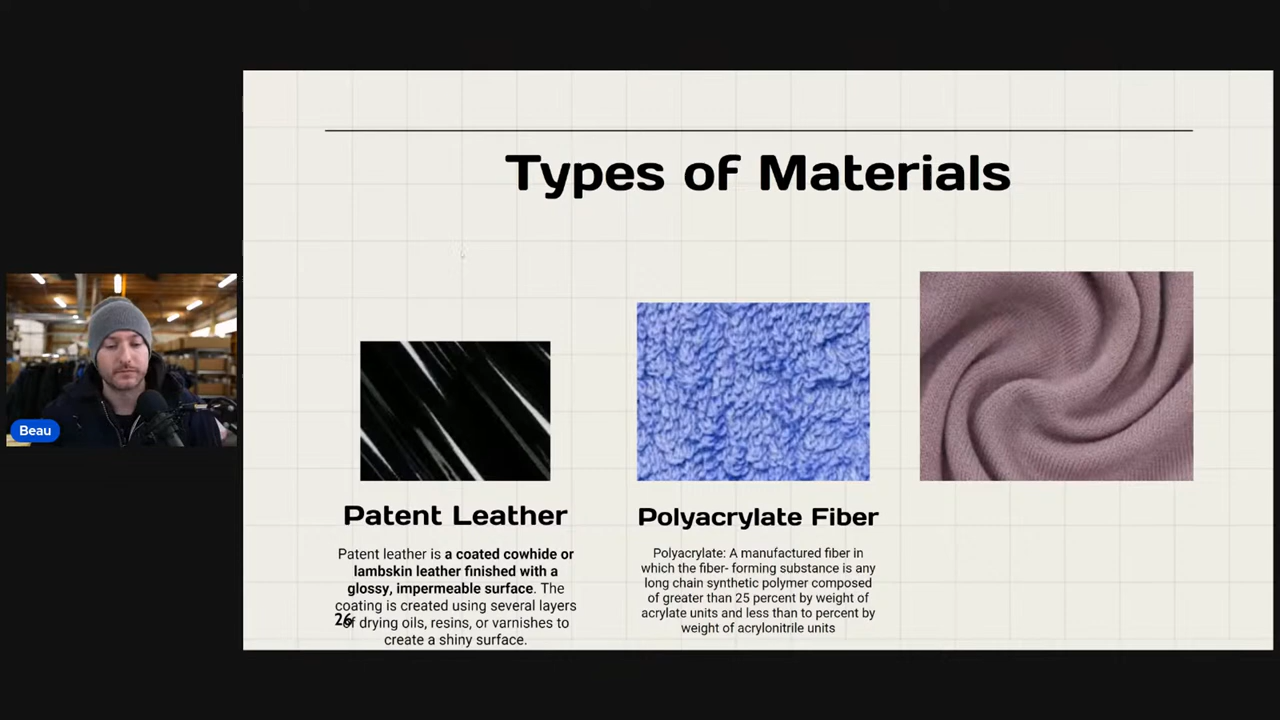 Types of Materials
Patent Leather
Patent leather is a coated cowhide or
lambskin leather finished with a
glossy, impermeable surface. The
coating is created using several layers
of drying oils, resins, or varnishes to
create a shiny surface.
26
Polyacrylate Fiber
Polyacrylate: A manufactured fiber in
which the fiber- forming substance is any
long chain synthetic polymer composed
of greater than 25 percent by weight of
acrylate units and less than to percent by
weight of acrylonitrile units
Beau